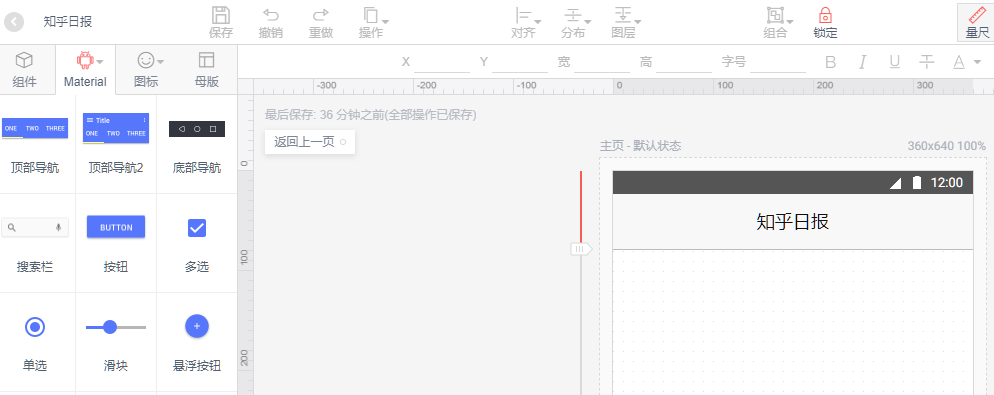 知乎日报
保存 撤销 重做 操作 对齐 分布 图层 组合 锁定 量尺
组件 Material 图标 母版
X Y 宽 高 字号 B I U 干 A
-300 -200 -100 0 100 200 300
最后保存: 36 分钟之前(全部操作已保存)
返回上一页
主页 - 默认状态 360x640 100%
12:00
知乎日报
0
100
200
ONE TWO THREE
Title
ONE TWO THREE
顶部导航 顶部导航2 底部导航
BUTTON
搜索栏 按钮 多选
单选 滑块 悬浮按钮